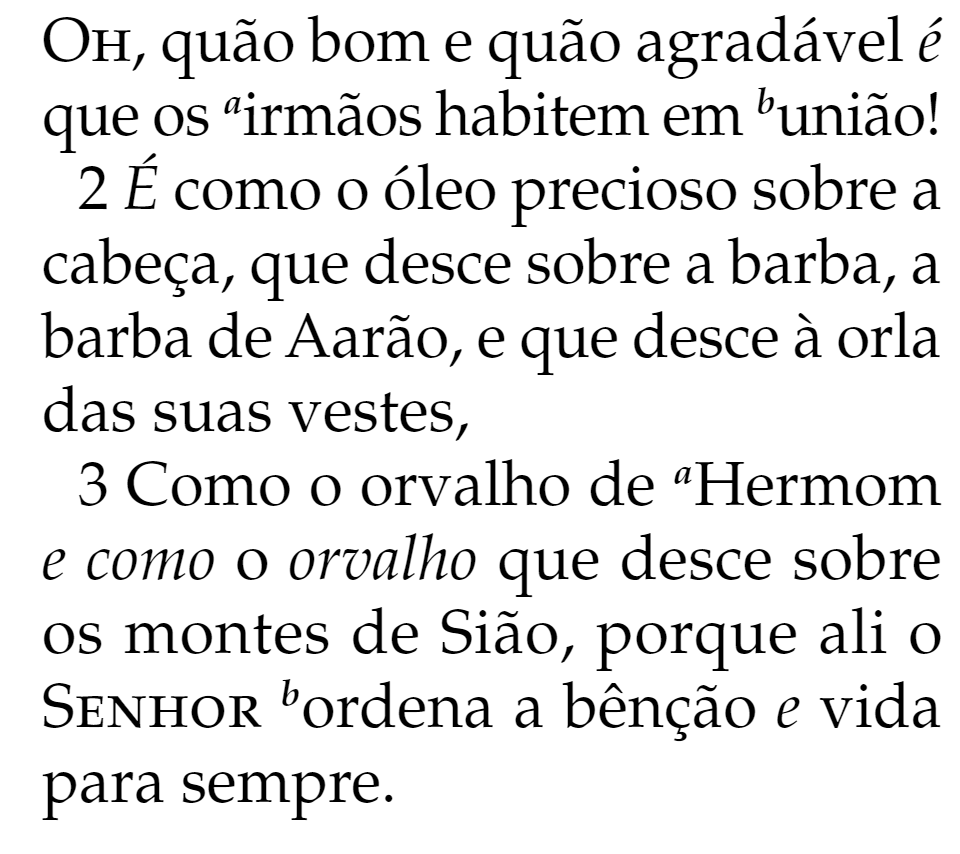 OH, quão bom e quão agradável é
que os ᵃirmãos habitem em ᵇunião!
2 É como o óleo precioso sobre a
cabeça, que desce sobre a barba, a
barba de Aarão, e que desce à orla
das suas vestes,
3 Como o orvalho de ᵃHermom
e como o orvalho que desce sobre
os montes de Sião, porque ali o
SENHOR ᵇordena a bênção e vida
para sempre.